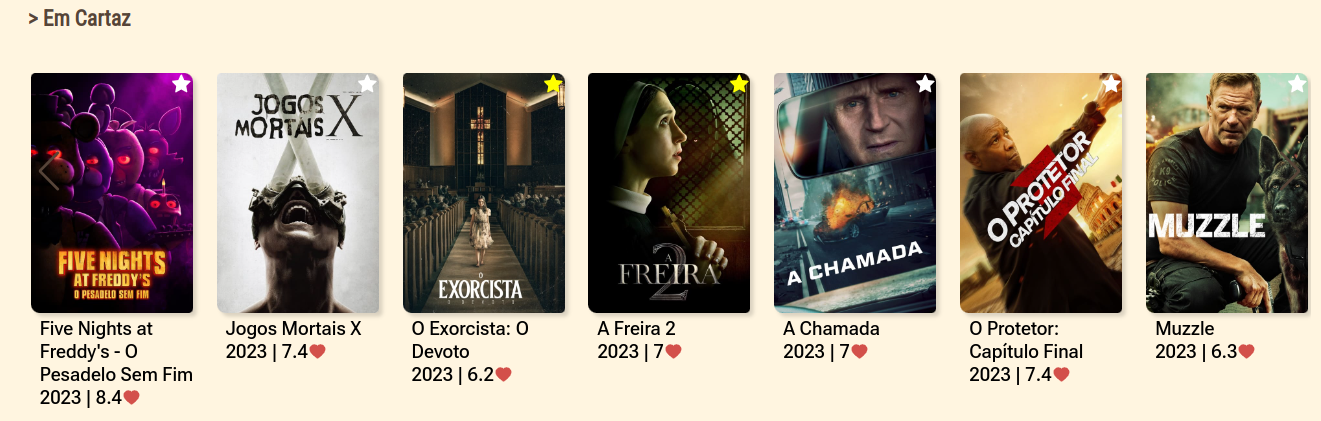 > Em Cartaz
FIVE NIGHTS
AT FREDDY'S
O PESADELO SEM FIM
JOGOS
MORTAIS X
O
EXORCISTA
A
FREIRA
2
A CHAMADA
O PROTETOR
CAPÍTULO FINAL
MUZZLE
Five Nights at
Freddy's - O
Pesadelo Sem Fim
2023 | 8.4
Jogos Mortais X
2023 | 7.4
O Exorcista: O
Devoto
2023 | 6.2
A Freira 2
2023 | 7
A Chamada
2023 | 7
O Protetor:
Capítulo Final
2023 | 7.4
Muzzle
2023 | 6.3